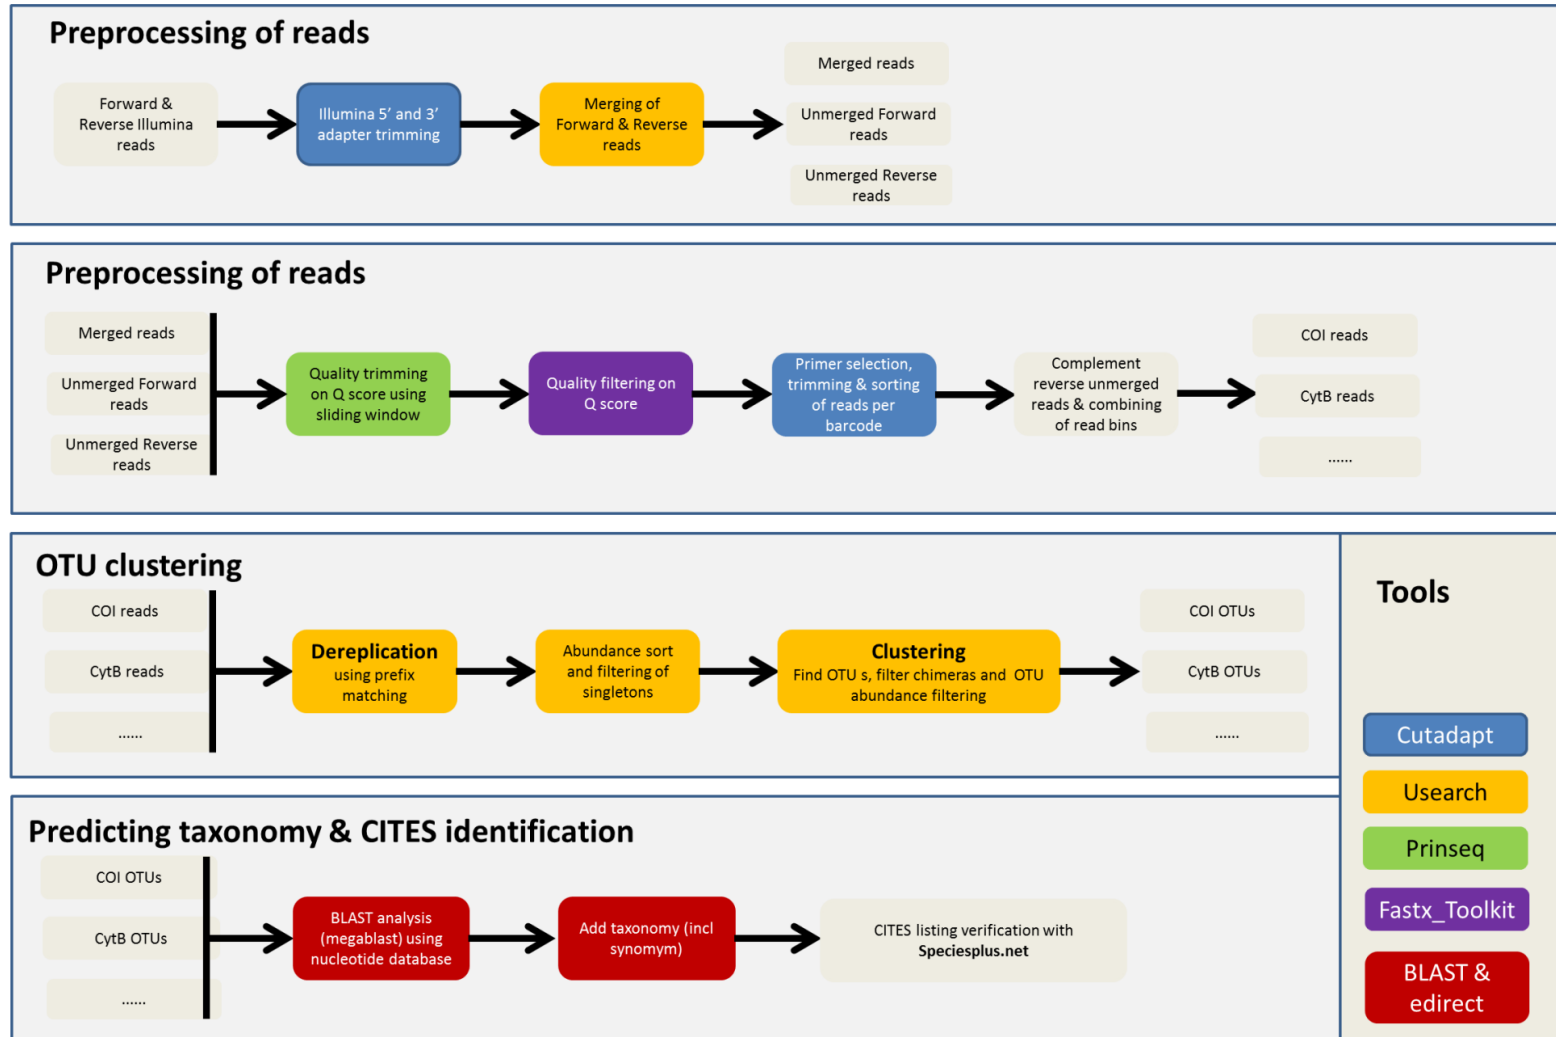 Preprocessing of reads
Forward &
Reverse Illumina
reads
Illumina 5’ and 3’
adapter trimming
Merging of
Forward & Reverse
reads
Merged reads
Unmerged Forward
reads
Unmerged Reverse
reads
Preprocessing of reads
Merged reads
Unmerged Forward
reads
Unmerged Reverse
reads
Quality trimming
on Q score using
sliding window
Quality filtering on
Q score
Primer selection,
trimming & sorting
of reads per
barcode
Complement
reverse unmerged
reads & combining
of read bins
COI reads
CytB reads
......
OTU clustering
COI reads
CytB reads
......
Dereplication
using prefix
matching
Abundance sort
and filtering of
singletons
Clustering
Find OTU s, filter chimeras and OTU
abundance filtering
COI OTUs
CytB OTUs
......
Predicting taxonomy & CITES identification
COI OTUs
CytB OTUs
......
BLAST analysis
(megablast) using
nucleotide database
Add taxonomy (incl
synomym)
CITES listing verification with
Speciesplus.net
Tools
Cutadapt
Usearch
Prinseq
Fastx_Toolkit
BLAST &
edirect